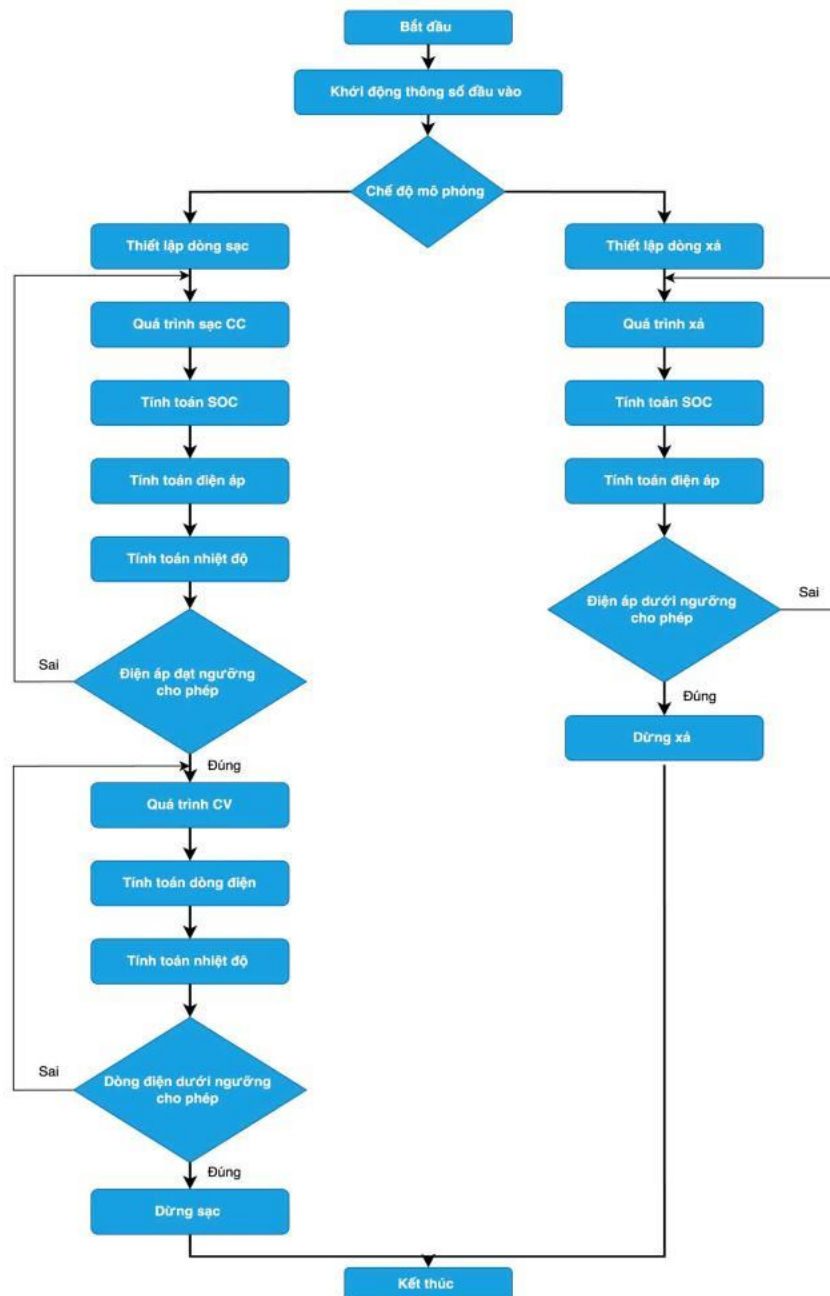 Bắt đầu
Khởi động thông số đầu vào
Chế độ mô phỏng
Thiết lập dòng sạc
Thiết lập dòng xả
Quá trình sạc CC
Quá trình xả
Tính toán SOC
Tính toán SOC
Tính toán điện áp
Tính toán điện áp
Tính toán nhiệt độ
Điện áp dưới ngưỡng
cho phép
Sai
Sai
Điện áp đạt ngưỡng
cho phép
Đúng
Dừng xả
Đúng
Quá trình CV
Tính toán dòng điện
Tính toán nhiệt độ
Sai
Dòng điện dưới ngưỡng
cho phép
Đúng
Dừng sạc
Kết thúc